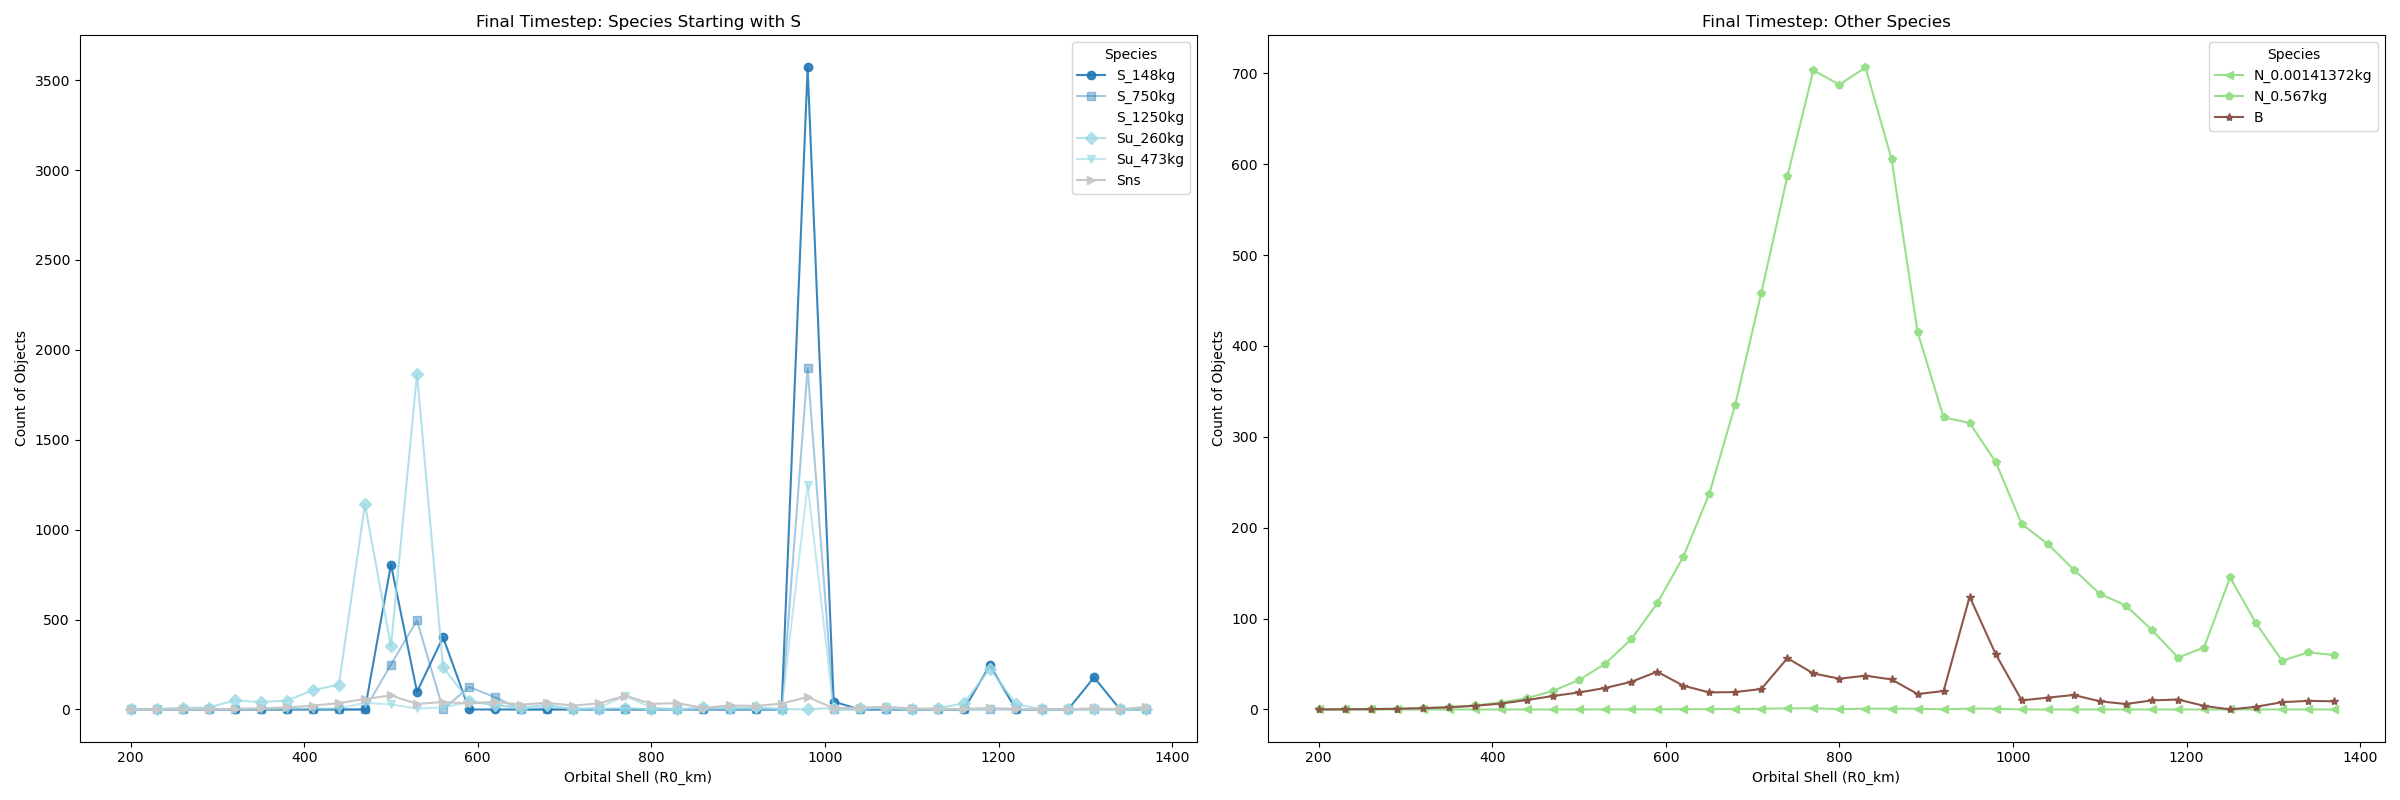 Final Timestep: Species Starting with S
Count of Objects
3500
3000
2500
2000
1500
1000
500
0
200
400
600
800
1000
1200
1400
Orbital Shell (R0_km)
Species
S_148kg
S_750kg
S_1250kg
Su_260kg
Su_473kg
Sns
Final Timestep: Other Species
Count of Objects
700
600
500
400
300
200
100
0
200
400
600
800
1000
1200
1400
Orbital Shell (R0_km)
Species
N_0.00141372kg
N_0.567kg
B